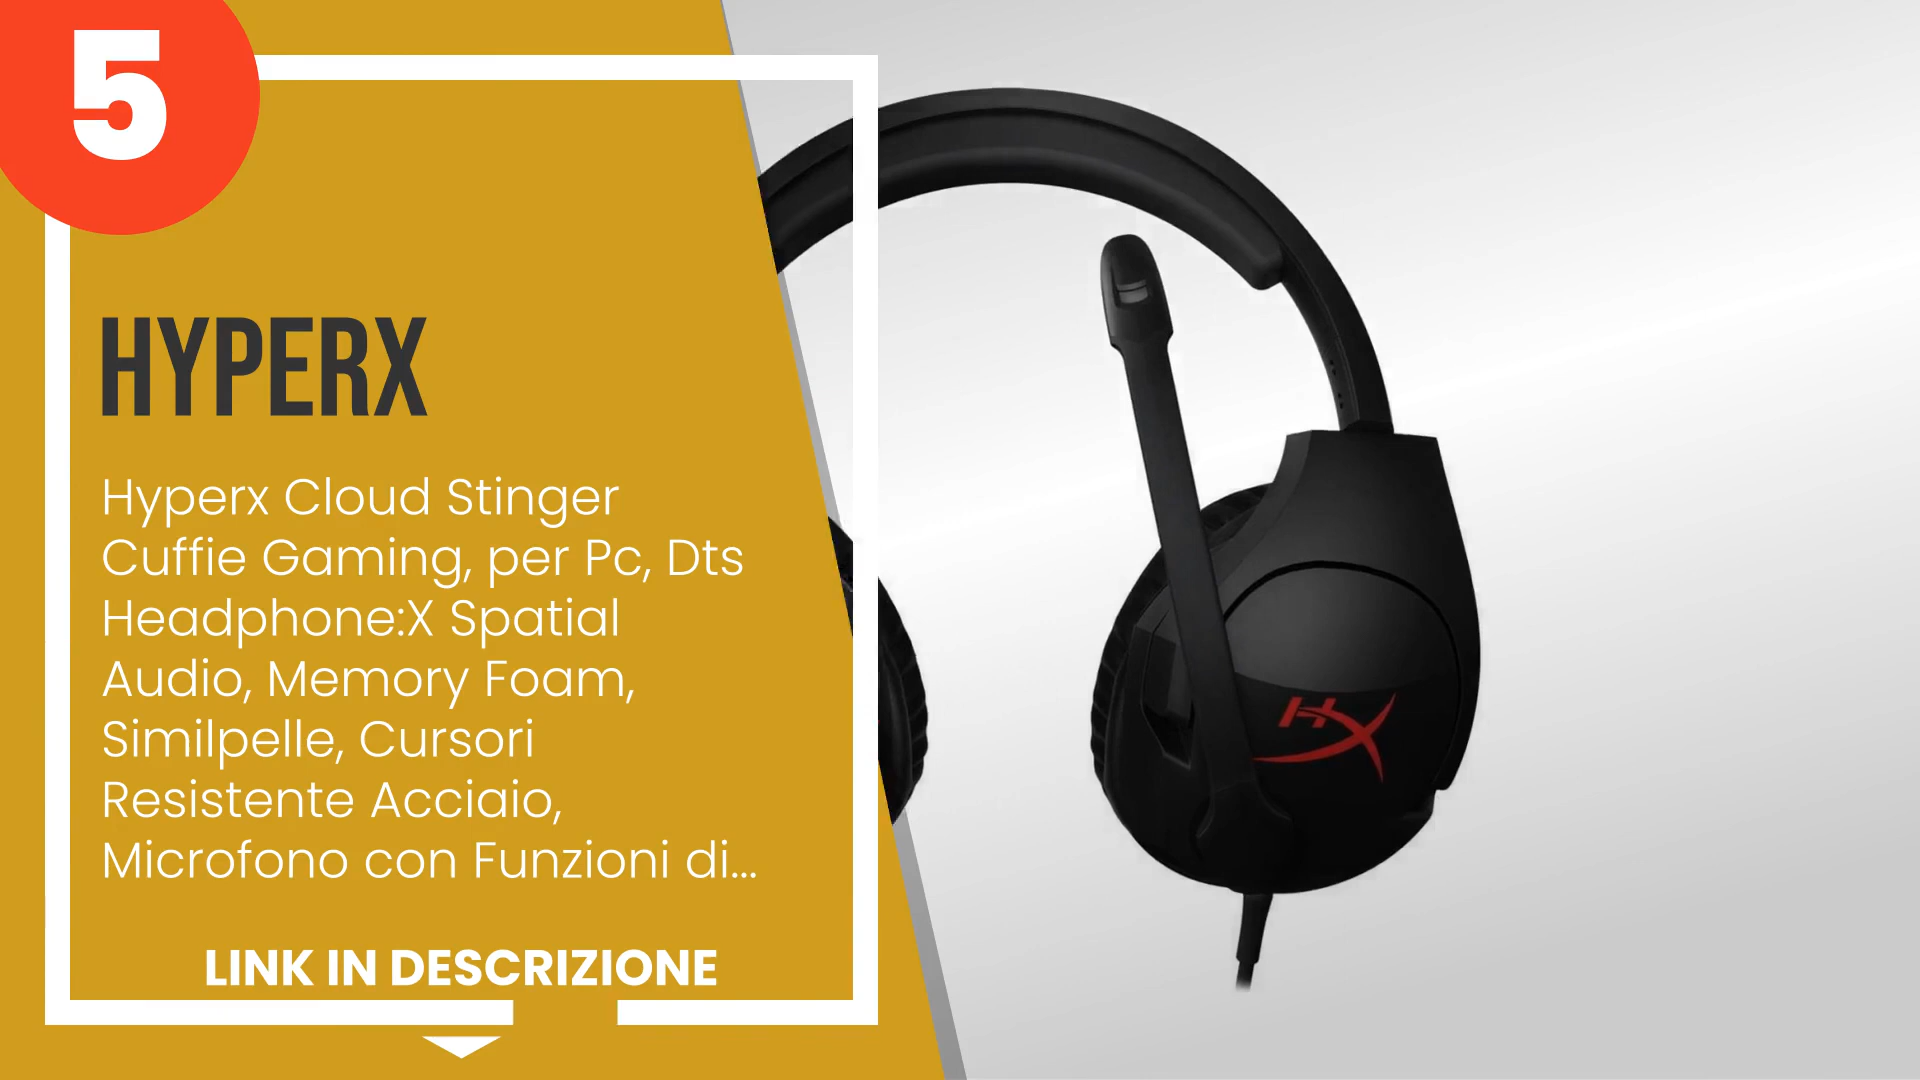 5
HYPERX
Hyperx Cloud Stinger
Cuffie Gaming, per Pc, Dts
Headphone:X Spatial
Audio, Memory Foam,
Similpelle, Cursori
Resistente Acciaio,
Microfono con Funzioni di...
LINK IN DESCRIZIONE
HX